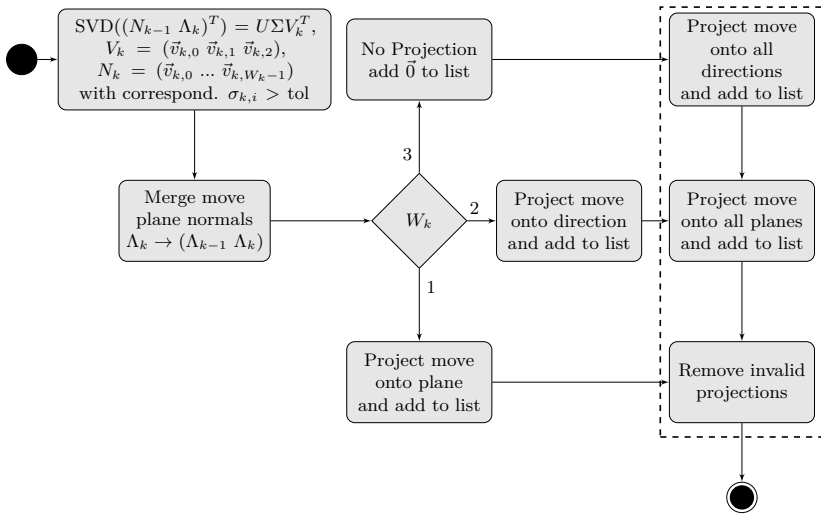 SVD((N_{k-1} Λ_k)^T) = UΣV_k^T,
V_k = (v⃗_{k,0} v⃗_{k,1} v⃗_{k,2}),
N_k = (v⃗_{k,0} ... v⃗_{k,W_k-1})
with correspond. σ_{k,i} > tol
No Projection
add 0⃗ to list
Project move
onto all
directions
and add to list
3
Merge move
plane normals
Λ_k → (Λ_{k-1} Λ_k)
W_k
2
Project move
onto direction
and add to list
Project move
onto all planes
and add to list
1
Project move
onto plane
and add to list
Remove invalid
projections